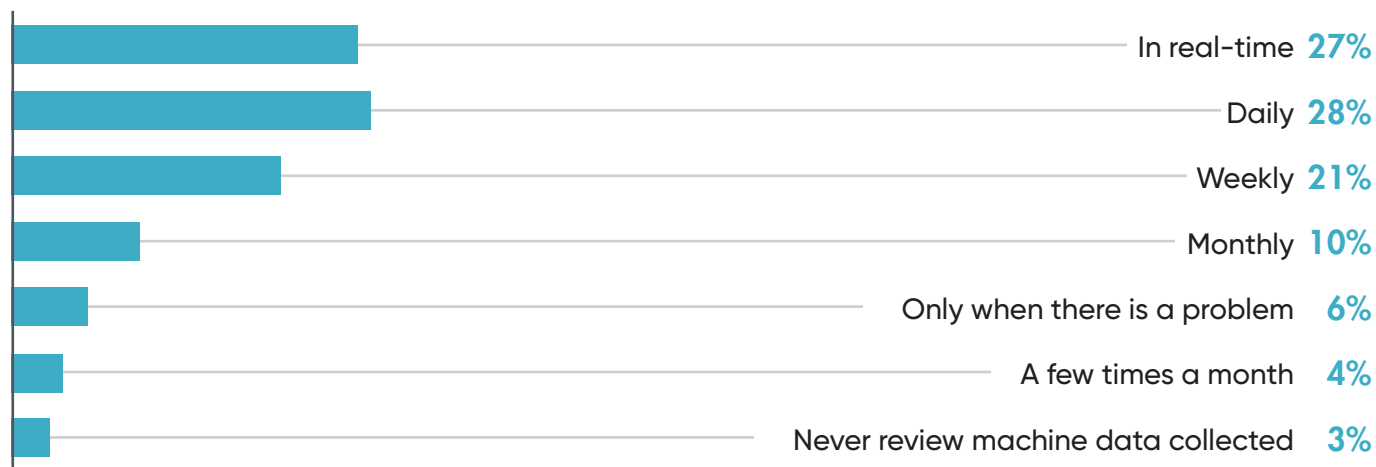 In real-time 27%
Daily 28%
Weekly 21%
Monthly 10%
Only when there is a problem 6%
A few times a month 4%
Never review machine data collected 3%